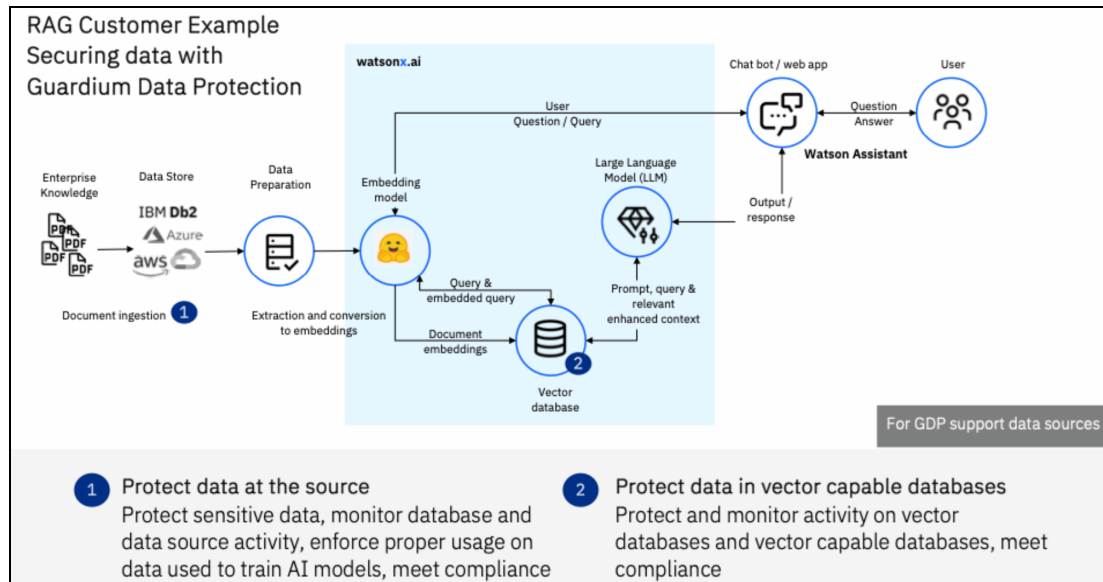 RAG Customer Example
Securing data with
Guardium Data Protection
watsonx.ai
Chat bot / web app
User
User
Question / Query
Question
Answer
Watson Assistant
Enterprise
Knowledge
Data Store
Data
Preparation
Embedding
model
Large Language
Model (LLM)
Output /
response
PDF
PDF
PDF
PDF
PDF
IBM Db2
Azure
aws
Query &
embedded query
Prompt, query &
relevant
enhanced context
Document ingestion
1
Extraction and conversion
to embeddings
Document
embeddings
2
Vector
database
For GDP support data sources
1
Protect data at the source
Protect sensitive data, monitor database and
data source activity, enforce proper usage on
data used to train AI models, meet compliance
2
Protect data in vector capable databases
Protect and monitor activity on vector
databases and vector capable databases, meet
compliance